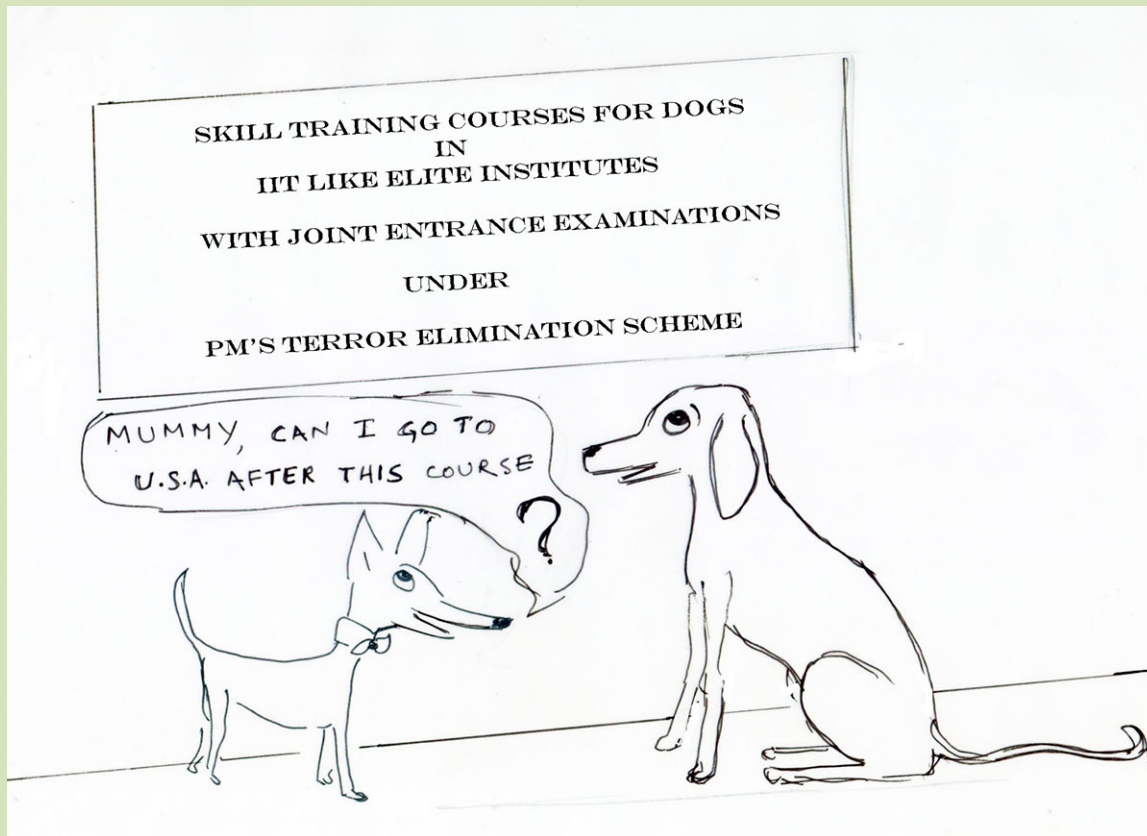 SKILL TRAINING COURSES FOR DOGS
IN
IIT LIKE ELITE INSTITUTES
WITH JOINT ENTRANCE EXAMINATIONS
UNDER
PM'S TERROR ELIMINATION SCHEME
MUMMY, CAN I GO TO
U.S.A. AFTER THIS COURSE
?